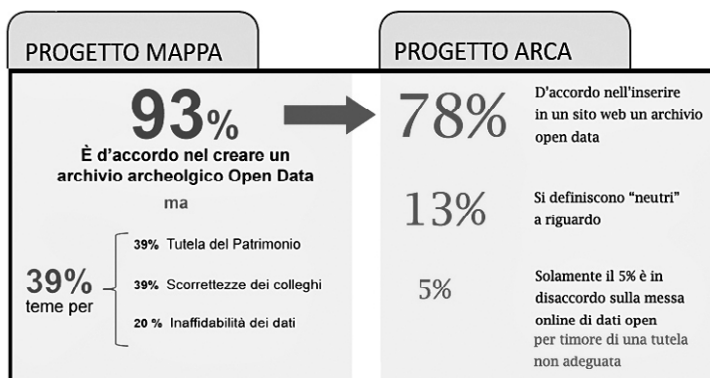 PROGETTO MAPPA
93%
È d'accordo nel creare un
archivio archeolgico Open Data
ma
39%
teme per
39% Tutela del Patrimonio
39% Scorrettezze dei colleghi
20 % Inaffidabilità dei dati
PROGETTO ARCA
78%
D'accordo nell'inserire
in un sito web un archivio
open data
13%
Si definiscono "neutri"
a riguardo
5%
Solamente il 5% è in
disaccordo sulla messa
online di dati open
per timore di una tutela
non adeguata